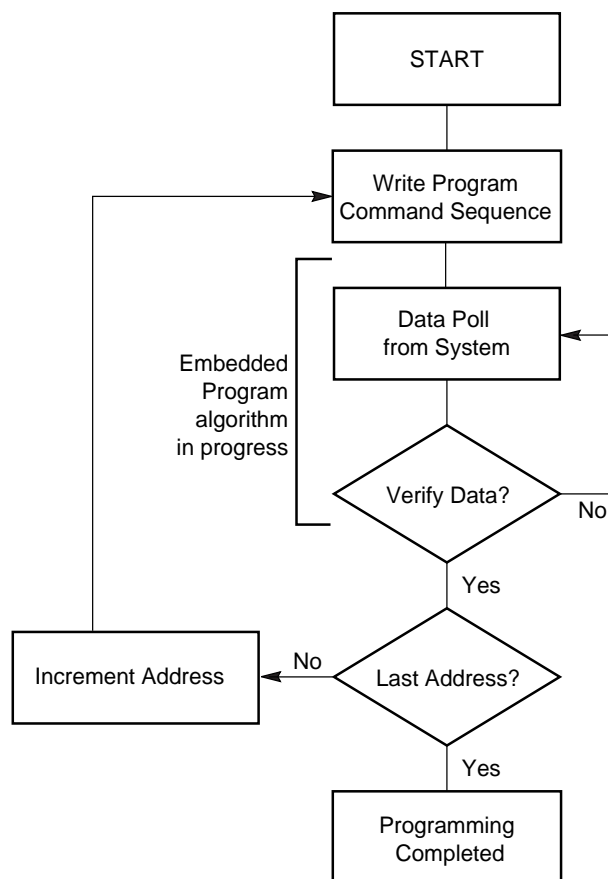 START
Write Program
Command Sequence
Data Poll
from System
Embedded
Program
algorithm
in progress
Verify Data?
No
Yes
Increment Address
No
Last Address?
Yes
Programming
Completed